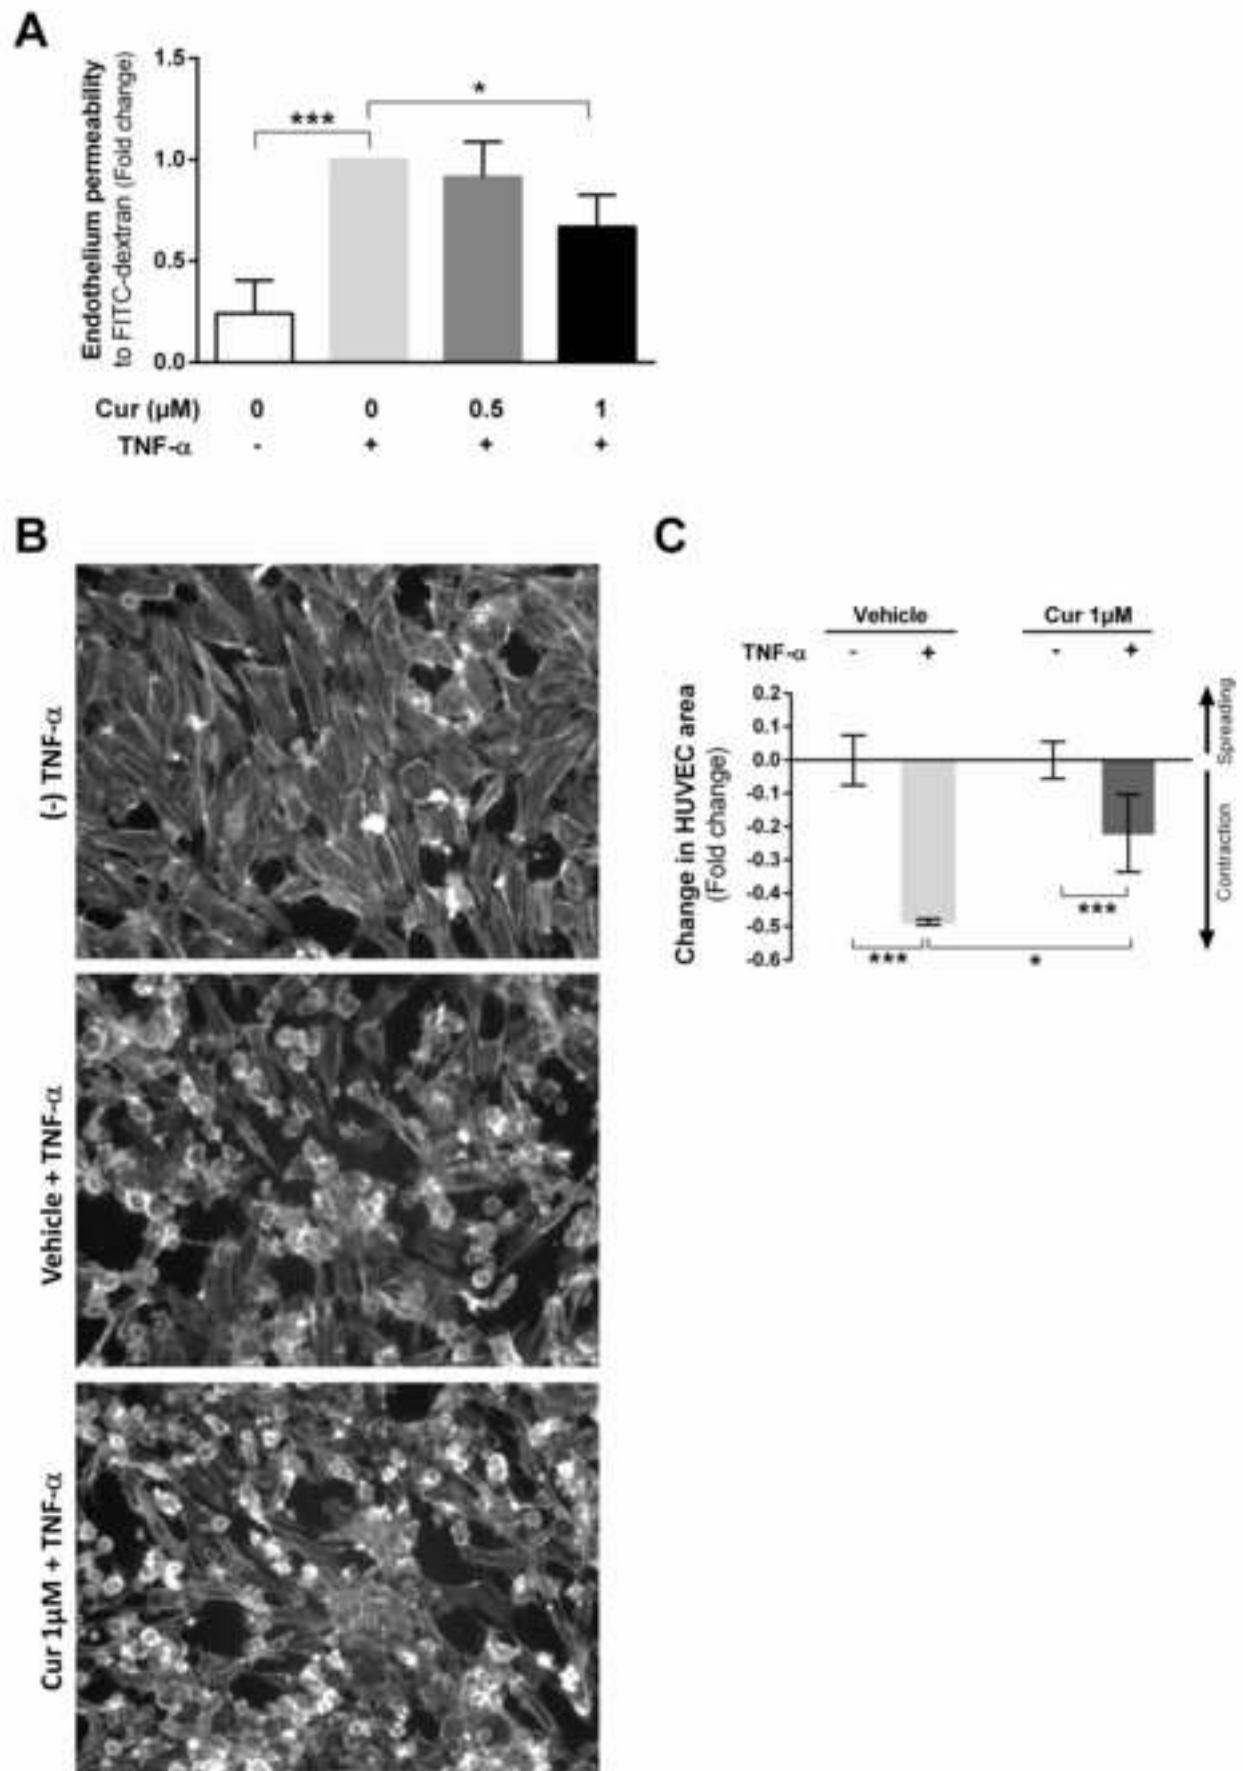 A
Endothelium permeability
to FITC-dextran (Fold change)
1.5
1.0
0.5
0.0
***
*
Cur (µM) 0 0 0.5 1
TNF-α - + + +
B
(-) TNF-α
Vehicle + TNF-α
Cur 1µM + TNF-α
C
Vehicle Cur 1µM
TNF-α - + - +
Change in HUVEC area
(Fold change)
0.2
0.1
0.0
-0.1
-0.2
-0.3
-0.4
-0.5
-0.6
***
***
*
Spreading
Contraction